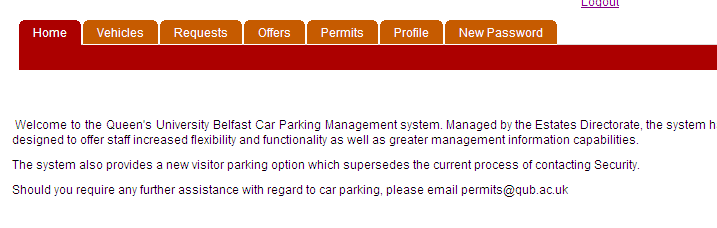 Logout
Home Vehicles Requests Offers Permits Profile New Password
Welcome to the Queen's University Belfast Car Parking Management system. Managed by the Estates Directorate, the system
designed to offer staff increased flexibility and functionality as well as greater management information capabilities.
The system also provides a new visitor parking option which supersedes the current process of contacting Security.
Should you require any further assistance with regard to car parking, please email permits@qub.ac.uk